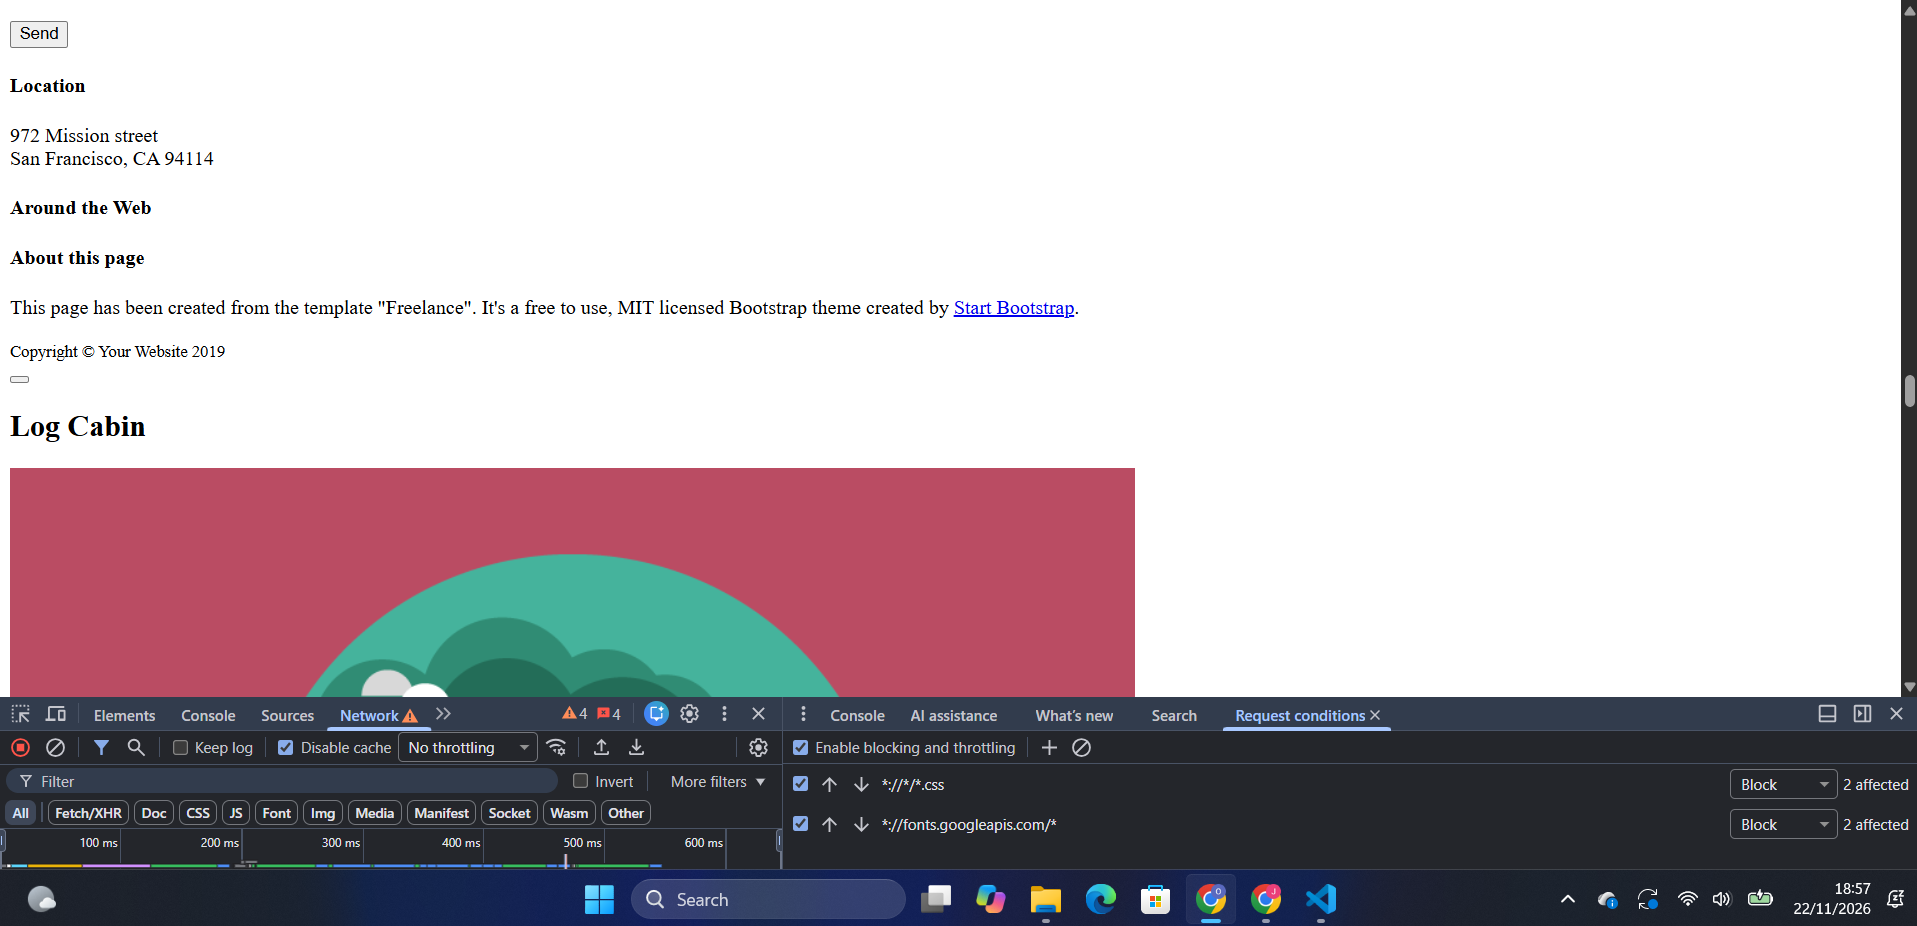 Send
Location
972 Mission street
San Francisco, CA 94114
Around the Web
About this page
This page has been created from the template "Freelance". It's a free to use, MIT licensed Bootstrap theme created by Start Bootstrap.
Copyright © Your Website 2019
Log Cabin
Elements Console Sources Network 4 4
Console AI assistance What's new Search Request conditions
Keep log Disable cache No throttling
Enable blocking and throttling
Filter Invert More filters
*://*/*.css Block 2 affected
All Fetch/XHR Doc CSS JS Font Img Media Manifest Socket Wasm Other
*://fonts.googleapis.com/* Block 2 affected
100 ms 200 ms 300 ms 400 ms 500 ms 600 ms
Search
18:57
22/11/2026